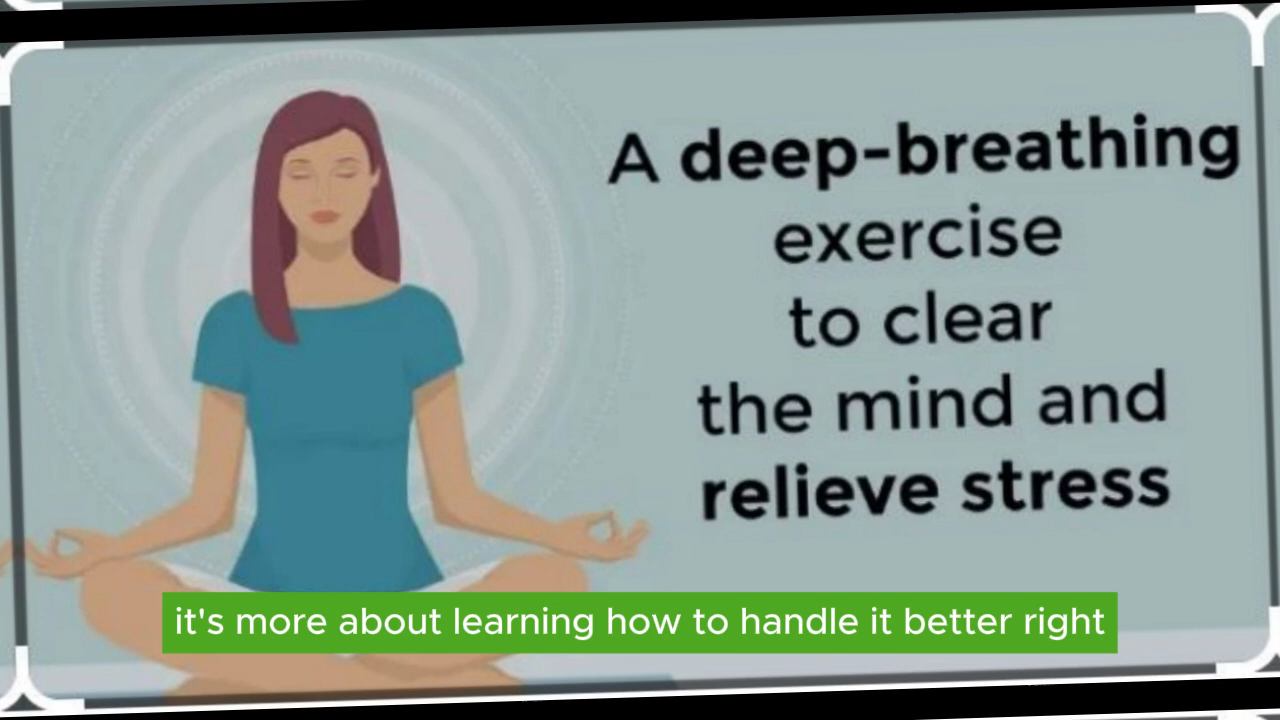 A deep-breathing
exercise
to clear
the mind and
relieve stress
it's more about learning how to handle it better right